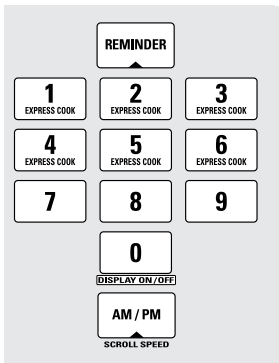 REMINDER
1 2 3
EXPRESS COOK EXPRESS COOK EXPRESS COOK
4 5 6
EXPRESS COOK EXPRESS COOK EXPRESS COOK
7 8 9
0
DISPLAY ON/OFF
AM / PM
SCROLL SPEED